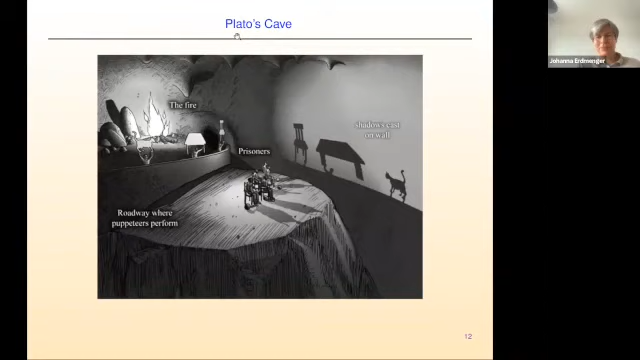 Plato's Cave
The fire
shadows cast
on wall
Prisoners
Roadway where
puppeteers perform
12
Johanna Erdmenger